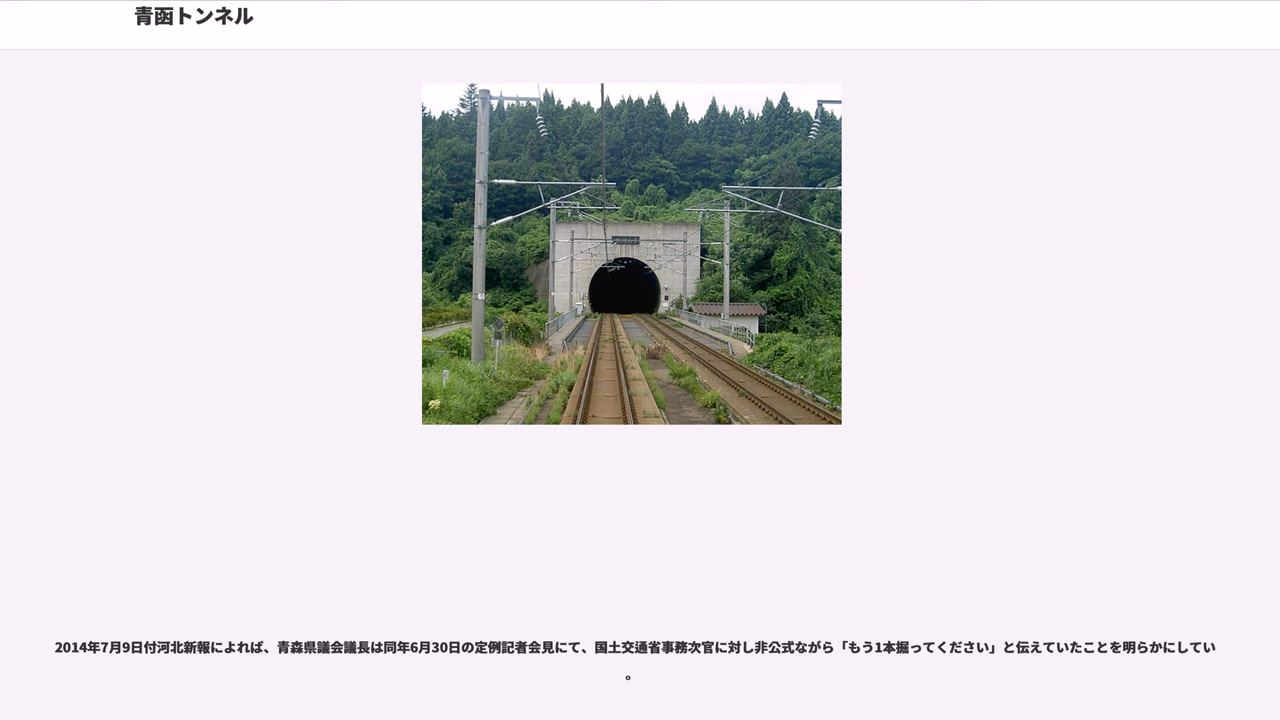 青函トンネル
2014年7月9日付河北新報によれば、青森県議会議長は同年6月30日の定例記者会見にて、国土交通省事務次官に対し非公式ながら「もう1本掘ってください」と伝えていたことを明らかにしてい
。